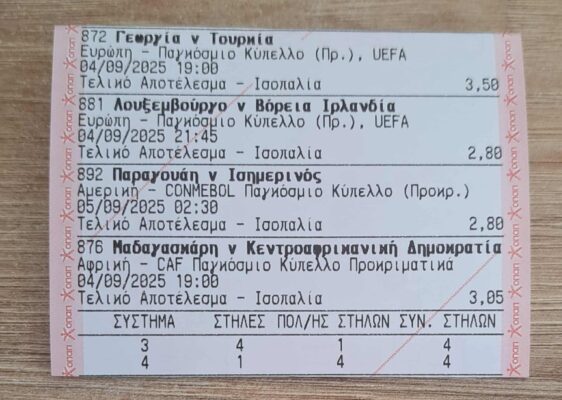 872 Γεωργία v Τουρκία
Ευρώπη - Παγκόσμιο Κύπελλο (Πρ.), UEFA
04/09/2025 19:00
Τελικό Αποτέλεσμα - Ισοπαλία 3,50
881 Λουξεμβούργο v Βόρεια Ιρλανδία
Ευρώπη - Παγκόσμιο Κύπελλο (Πρ.), UEFA
04/09/2025 21:45
Τελικό Αποτέλεσμα - Ισοπαλία 2,80
892 Παραγουάη v Ισημερινός
Αμερική - CONMEBOL Παγκόσμιο Κύπελλο (Προκρ.)
05/09/2025 02:30
Τελικό Αποτέλεσμα - Ισοπαλία 2,80
876 Μαδαγασκάρη v Κεντροαφρικανική Δημοκρατία
Αφρική - CAF Παγκόσμιο Κύπελλο Προκριματικά
04/09/2025 19:00
Τελικό Αποτέλεσμα - Ισοπαλία 3,05
ΣΥΣΤΗΜΑ ΣΤΗΛΕΣ ΠΟΛ/ΗΣ ΣΤΗΛΩΝ ΣΥΝ. ΣΤΗΛΩΝ
3 4 1 4
4 1 4 4